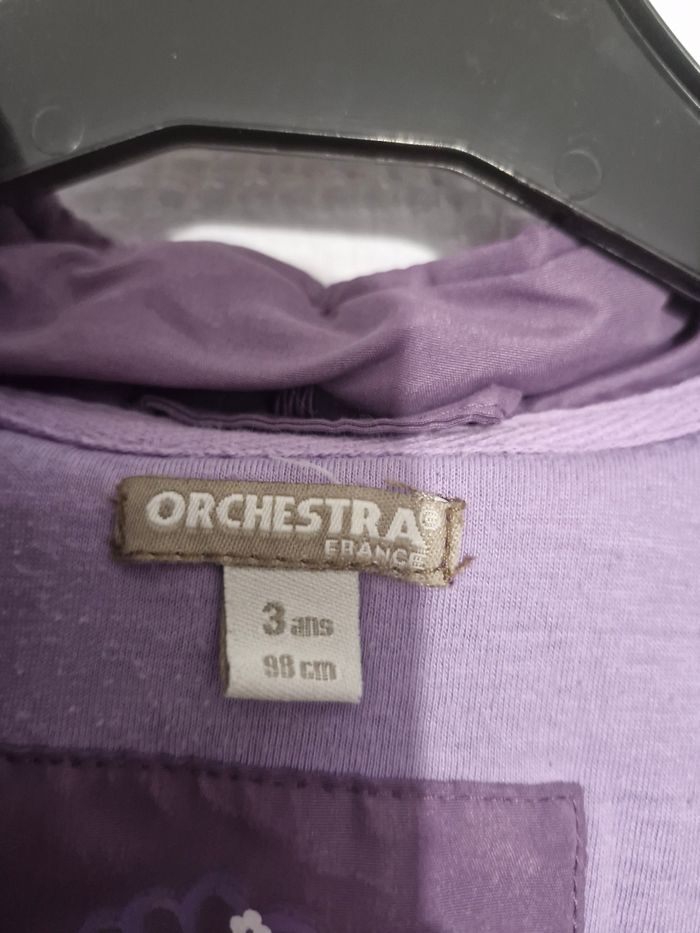 ORCHESTRA®
FRANCE
3 ans
98 cm